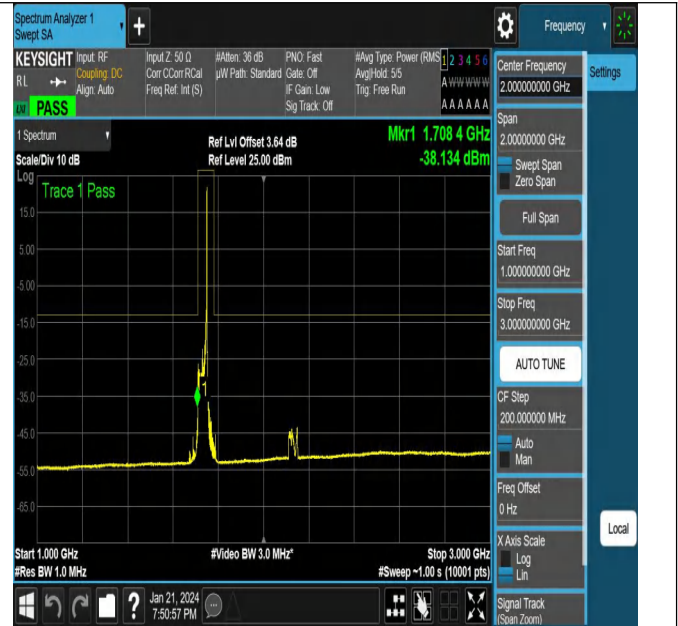 Spectrum Analyzer 1
Swept SA
Frequency
KEYSIGHT
RL
Input: RF
Coupling: DC
Align: Auto
Input Z: 50 Ω
Corr CCorr RCal
Freq Ref: Int (S)
#Atten: 36 dB
µW Path: Standard
PNO: Fast
Gate: Off
IF Gain: Low
Sig Track: Off
#Avg Type: Power (RMS
Avg|Hold: 5/5
Trig: Free Run
1 2 3 4 5 6
A W W W W W
A A A A A A
LXI PASS
Center Frequency
2.000000000 GHz
Settings
1 Spectrum
Scale/Div 10 dB
Ref Lvl Offset 3.64 dB
Ref Level 25.00 dBm
Mkr1 1.708 4 GHz
-38.134 dBm
Span
2.00000000 GHz
Swept Span
Zero Span
Log
Trace 1 Pass
15.0
5.00
-5.00
-15.0
-25.0
-35.0
-45.0
-55.0
-65.0
Full Span
Start Freq
1.000000000 GHz
Stop Freq
3.000000000 GHz
AUTO TUNE
CF Step
200.000000 MHz
Auto
Man
Freq Offset
0 Hz
Local
X Axis Scale
Log
Lin
Signal Track
(Span Zoom)
Start 1.000 GHz
#Res BW 1.0 MHz
#Video BW 3.0 MHz*
Stop 3.000 GHz
#Sweep ~1.00 s (10001 pts)
Jan 21, 2024
7:50:57 PM